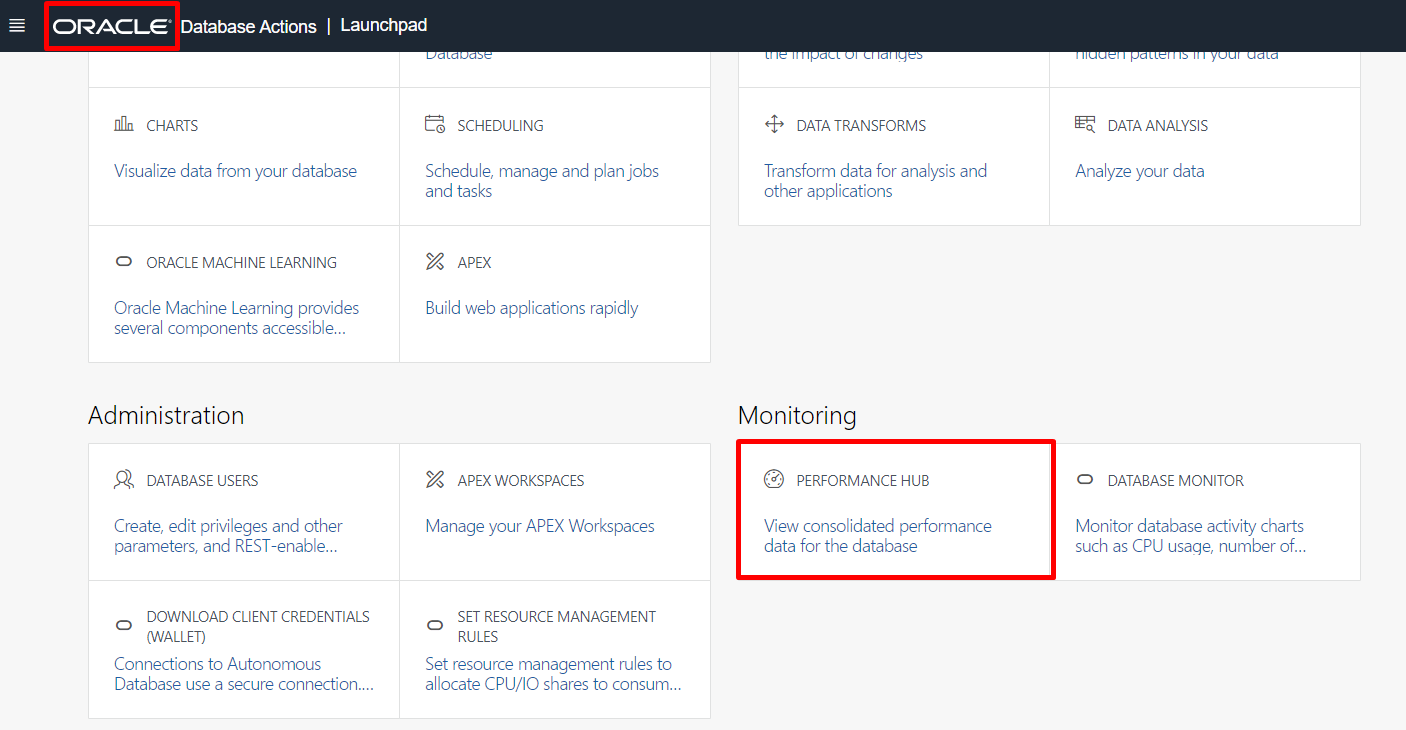 ORACLE Database Actions | Launchpad
Database
the impact of changes
hidden patterns in your data
CHARTS
Visualize data from your database
SCHEDULING
Schedule, manage and plan jobs
and tasks
DATA TRANSFORMS
Transform data for analysis and
other applications
DATA ANALYSIS
Analyze your data
ORACLE MACHINE LEARNING
Oracle Machine Learning provides
several components accessible...
APEX
Build web applications rapidly
Administration
DATABASE USERS
Create, edit privileges and other
parameters, and REST-enable...
APEX WORKSPACES
Manage your APEX Workspaces
DOWNLOAD CLIENT CREDENTIALS
(WALLET)
Connections to Autonomous
Database use a secure connection....
SET RESOURCE MANAGEMENT
RULES
Set resource management rules to
allocate CPU/IO shares to consum...
Monitoring
PERFORMANCE HUB
View consolidated performance
data for the database
DATABASE MONITOR
Monitor database activity charts
such as CPU usage, number of...